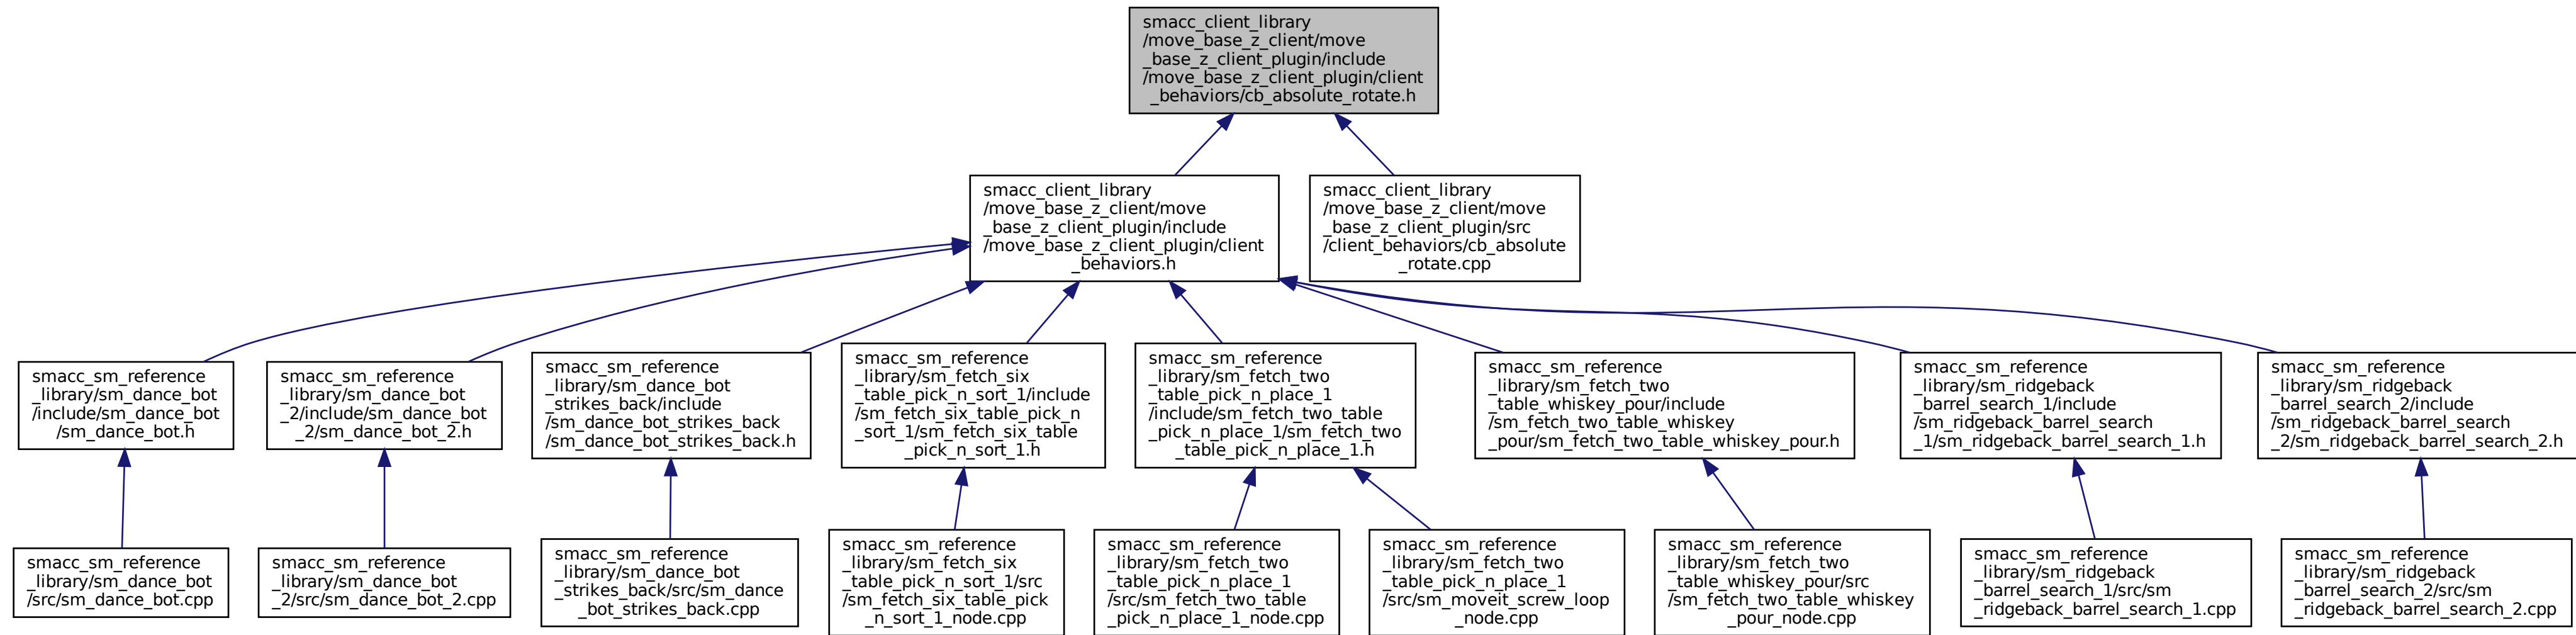 smacc_client_library
/move_base_z_client/move
_base_z_client_plugin/include
/move_base_z_client_plugin/client
_behaviors/cb_absolute_rotate.h
smacc_client_library
/move_base_z_client/move
_base_z_client_plugin/include
/move_base_z_client_plugin/client
_behaviors.h
smacc_client_library
/move_base_z_client/move
_base_z_client_plugin/src
/client_behaviors/cb_absolute
_rotate.cpp
smacc_sm_reference
_library/sm_dance_bot
/include/sm_dance_bot
/sm_dance_bot.h
smacc_sm_reference
_library/sm_dance_bot
_2/include/sm_dance_bot
_2/sm_dance_bot_2.h
smacc_sm_reference
_library/sm_dance_bot
_strikes_back/include
/sm_dance_bot_strikes_back
/sm_dance_bot_strikes_back.h
smacc_sm_reference
_library/sm_fetch_six
_table_pick_n_sort_1/include
/sm_fetch_six_table_pick_n
_sort_1/sm_fetch_six_table
_pick_n_sort_1.h
smacc_sm_reference
_library/sm_fetch_two
_table_pick_n_place_1
/include/sm_fetch_two_table
_pick_n_place_1/sm_fetch_two
_table_pick_n_place_1.h
smacc_sm_reference
_library/sm_fetch_two
_table_whiskey_pour/include
/sm_fetch_two_table_whiskey
_pour/sm_fetch_two_table_whiskey_pour.h
smacc_sm_reference
_library/sm_ridgeback
_barrel_search_1/include
/sm_ridgeback_barrel_search
_1/sm_ridgeback_barrel_search_1.h
smacc_sm_reference
_library/sm_ridgeback
_barrel_search_2/include
/sm_ridgeback_barrel_search
_2/sm_ridgeback_barrel_search_2.h
smacc_sm_reference
_library/sm_dance_bot
/src/sm_dance_bot.cpp
smacc_sm_reference
_library/sm_dance_bot
_2/src/sm_dance_bot_2.cpp
smacc_sm_reference
_library/sm_dance_bot
_strikes_back/src/sm_dance
_bot_strikes_back.cpp
smacc_sm_reference
_library/sm_fetch_six
_table_pick_n_sort_1/src
/sm_fetch_six_table_pick
_n_sort_1_node.cpp
smacc_sm_reference
_library/sm_fetch_two
_table_pick_n_place_1
/src/sm_fetch_two_table
_pick_n_place_1_node.cpp
smacc_sm_reference
_library/sm_fetch_two
_table_pick_n_place_1
/src/sm_moveit_screw_loop
_node.cpp
smacc_sm_reference
_library/sm_fetch_two
_table_whiskey_pour/src
/sm_fetch_two_table_whiskey
_pour_node.cpp
smacc_sm_reference
_library/sm_ridgeback
_barrel_search_1/src/sm
_ridgeback_barrel_search_1.cpp
smacc_sm_reference
_library/sm_ridgeback
_barrel_search_2/src/sm
_ridgeback_barrel_search_2.cpp